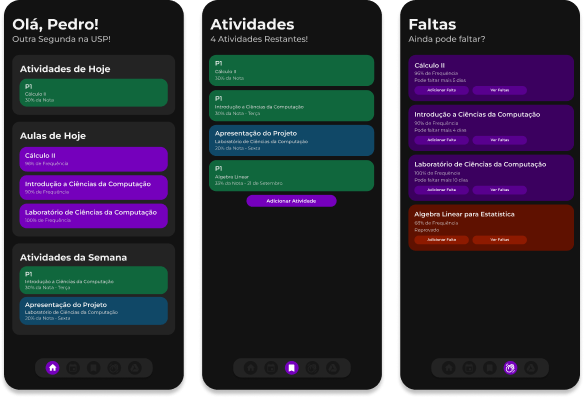 Olá, Pedro!
Outra Segunda na USP!
Atividades de Hoje
P1
Cálculo II
35% da Nota
Aulas de Hoje
Cálculo II
96% de Frequência
Introdução a Ciências da Computação
90% de Frequência
Laboratório de Ciências da Computação
100% de Frequência
Atividades da Semana
P1
Introdução a Ciências da Computação
30% da Nota - Terça
Apresentação do Projeto
Laboratório de Ciências da Computação
20% da Nota - Sexta
Atividades
4 Atividades Restantes!
P1
Cálculo II
35% da Nota
P1
Introdução a Ciências da Computação
30% da Nota - Terça
Apresentação do Projeto
Laboratório de Ciências da Computação
20% da Nota - Sexta
P1
Algebra Linear
35% da Nota - 21 de Setembro
Adicionar Atividade
Faltas
Ainda pode faltar?
Cálculo II
96% de Frequência
Pode faltar mais 5 dias
Adicionar Falta
Ver Faltas
Introdução a Ciências da Computação
90% de Frequência
Pode faltar mais 4 dias
Adicionar Falta
Ver Faltas
Laboratório de Ciências da Computação
100% de Frequência
Pode faltar mais 10 dias
Adicionar Falta
Ver Faltas
Algebra Linear para Estatística
68% de Frequência
Reprovado
Adicionar Falta
Ver Faltas